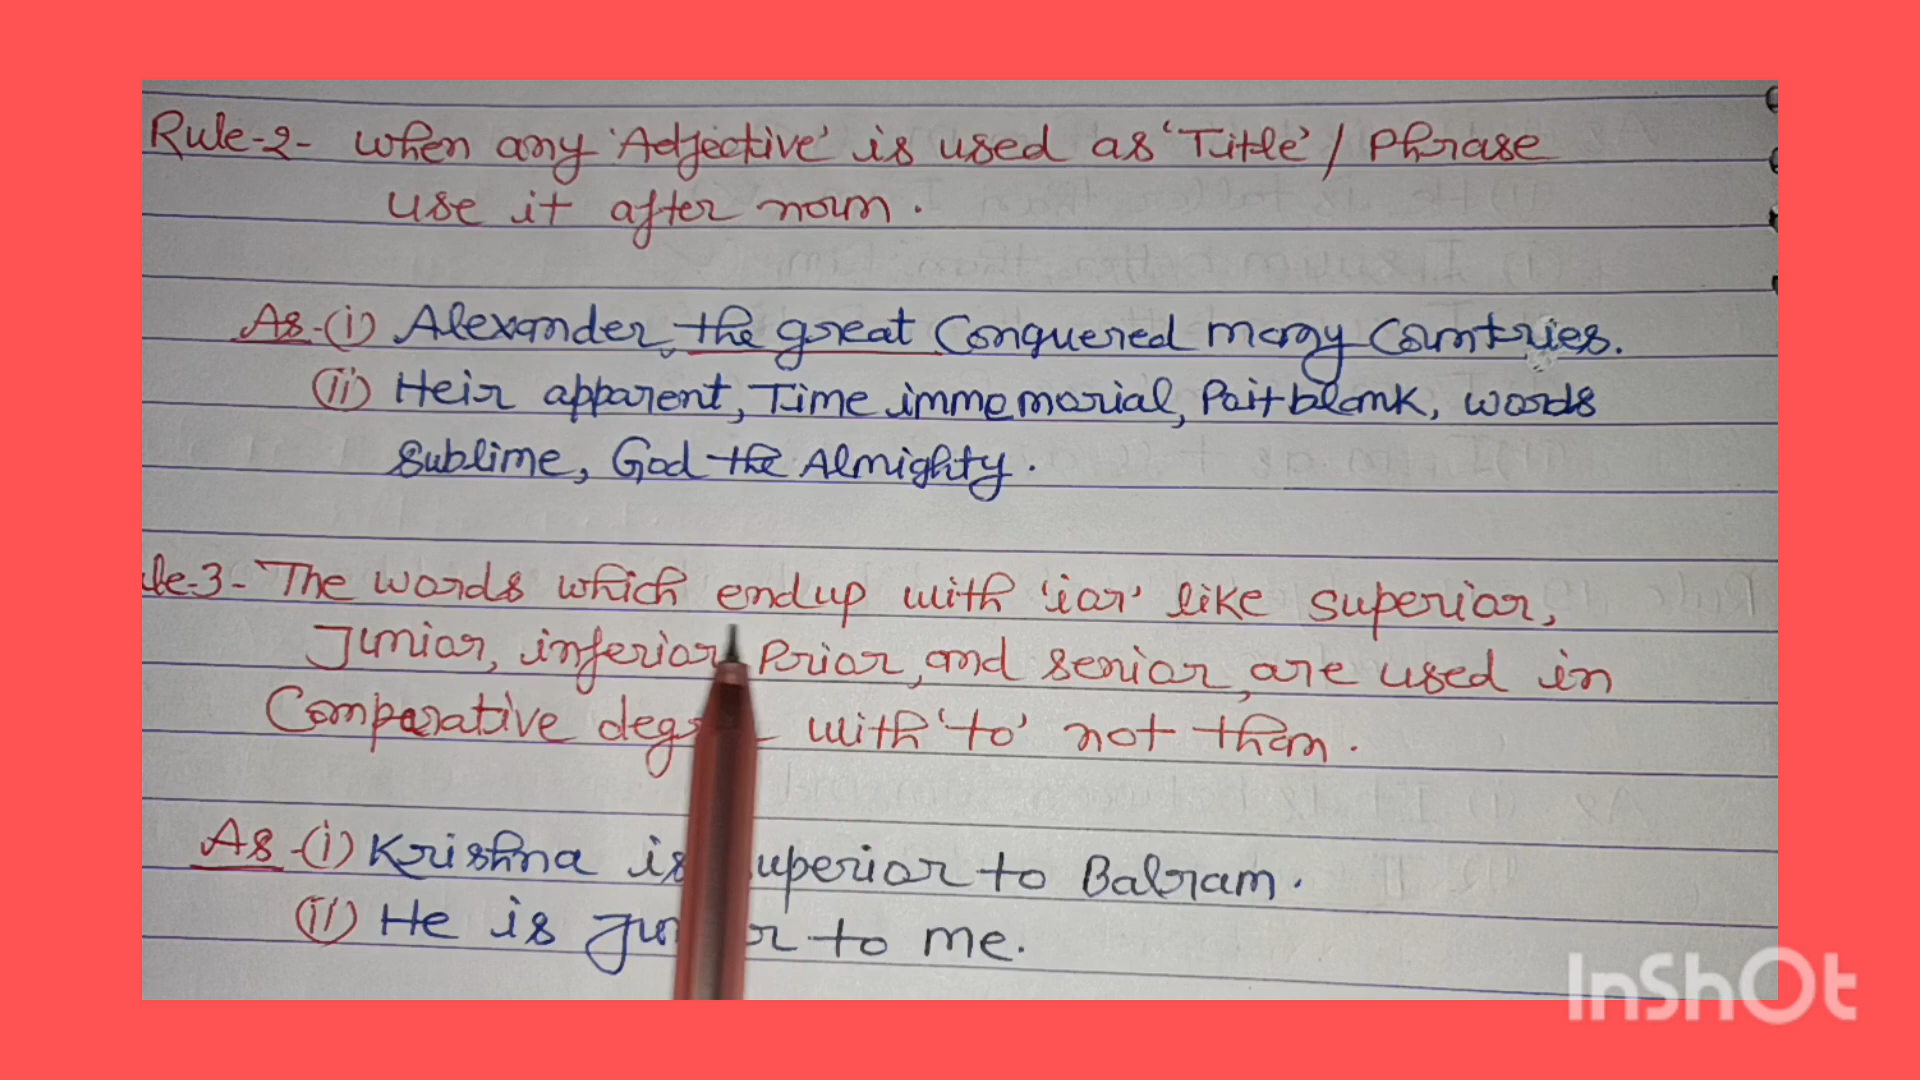 Rule-2- when any 'Adjective' is used as 'Title' / Phrase
use it after noun.
As-(i) Alexander, the great Conquered many Countries.
(ii) Heir apparent, Time immemorial, Poit blank, words
sublime, God the Almighty.
le-3- The words which endup with 'ior' like superior,
Junior, inferior Prior, and senior, are used in
Comparative with 'to' not than.
As-(i) Krishna is uperior to Balram.
(ii) He is to me.
InShOt